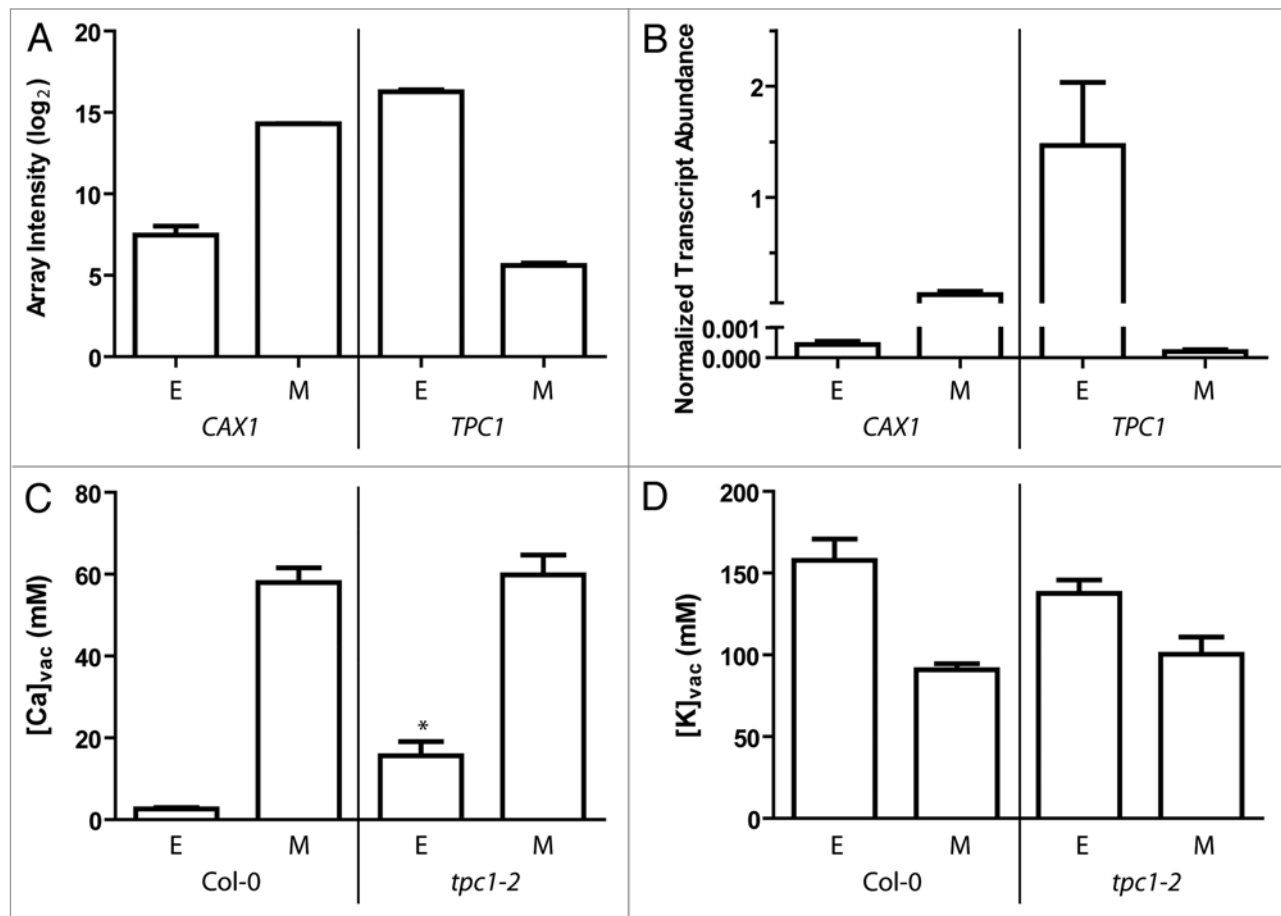 A
Array Intensity (log₂)
20
15
10
5
0
E M E M
CAX1 TPC1
B
Normalized Transcript Abundance
2
1
0.001
0.000
E M E M
CAX1 TPC1
C
[Ca]vac (mM)
80
60
40
20
0
*
E M E M
Col-0 tpc1-2
D
[K]vac (mM)
200
150
100
50
0
E M E M
Col-0 tpc1-2